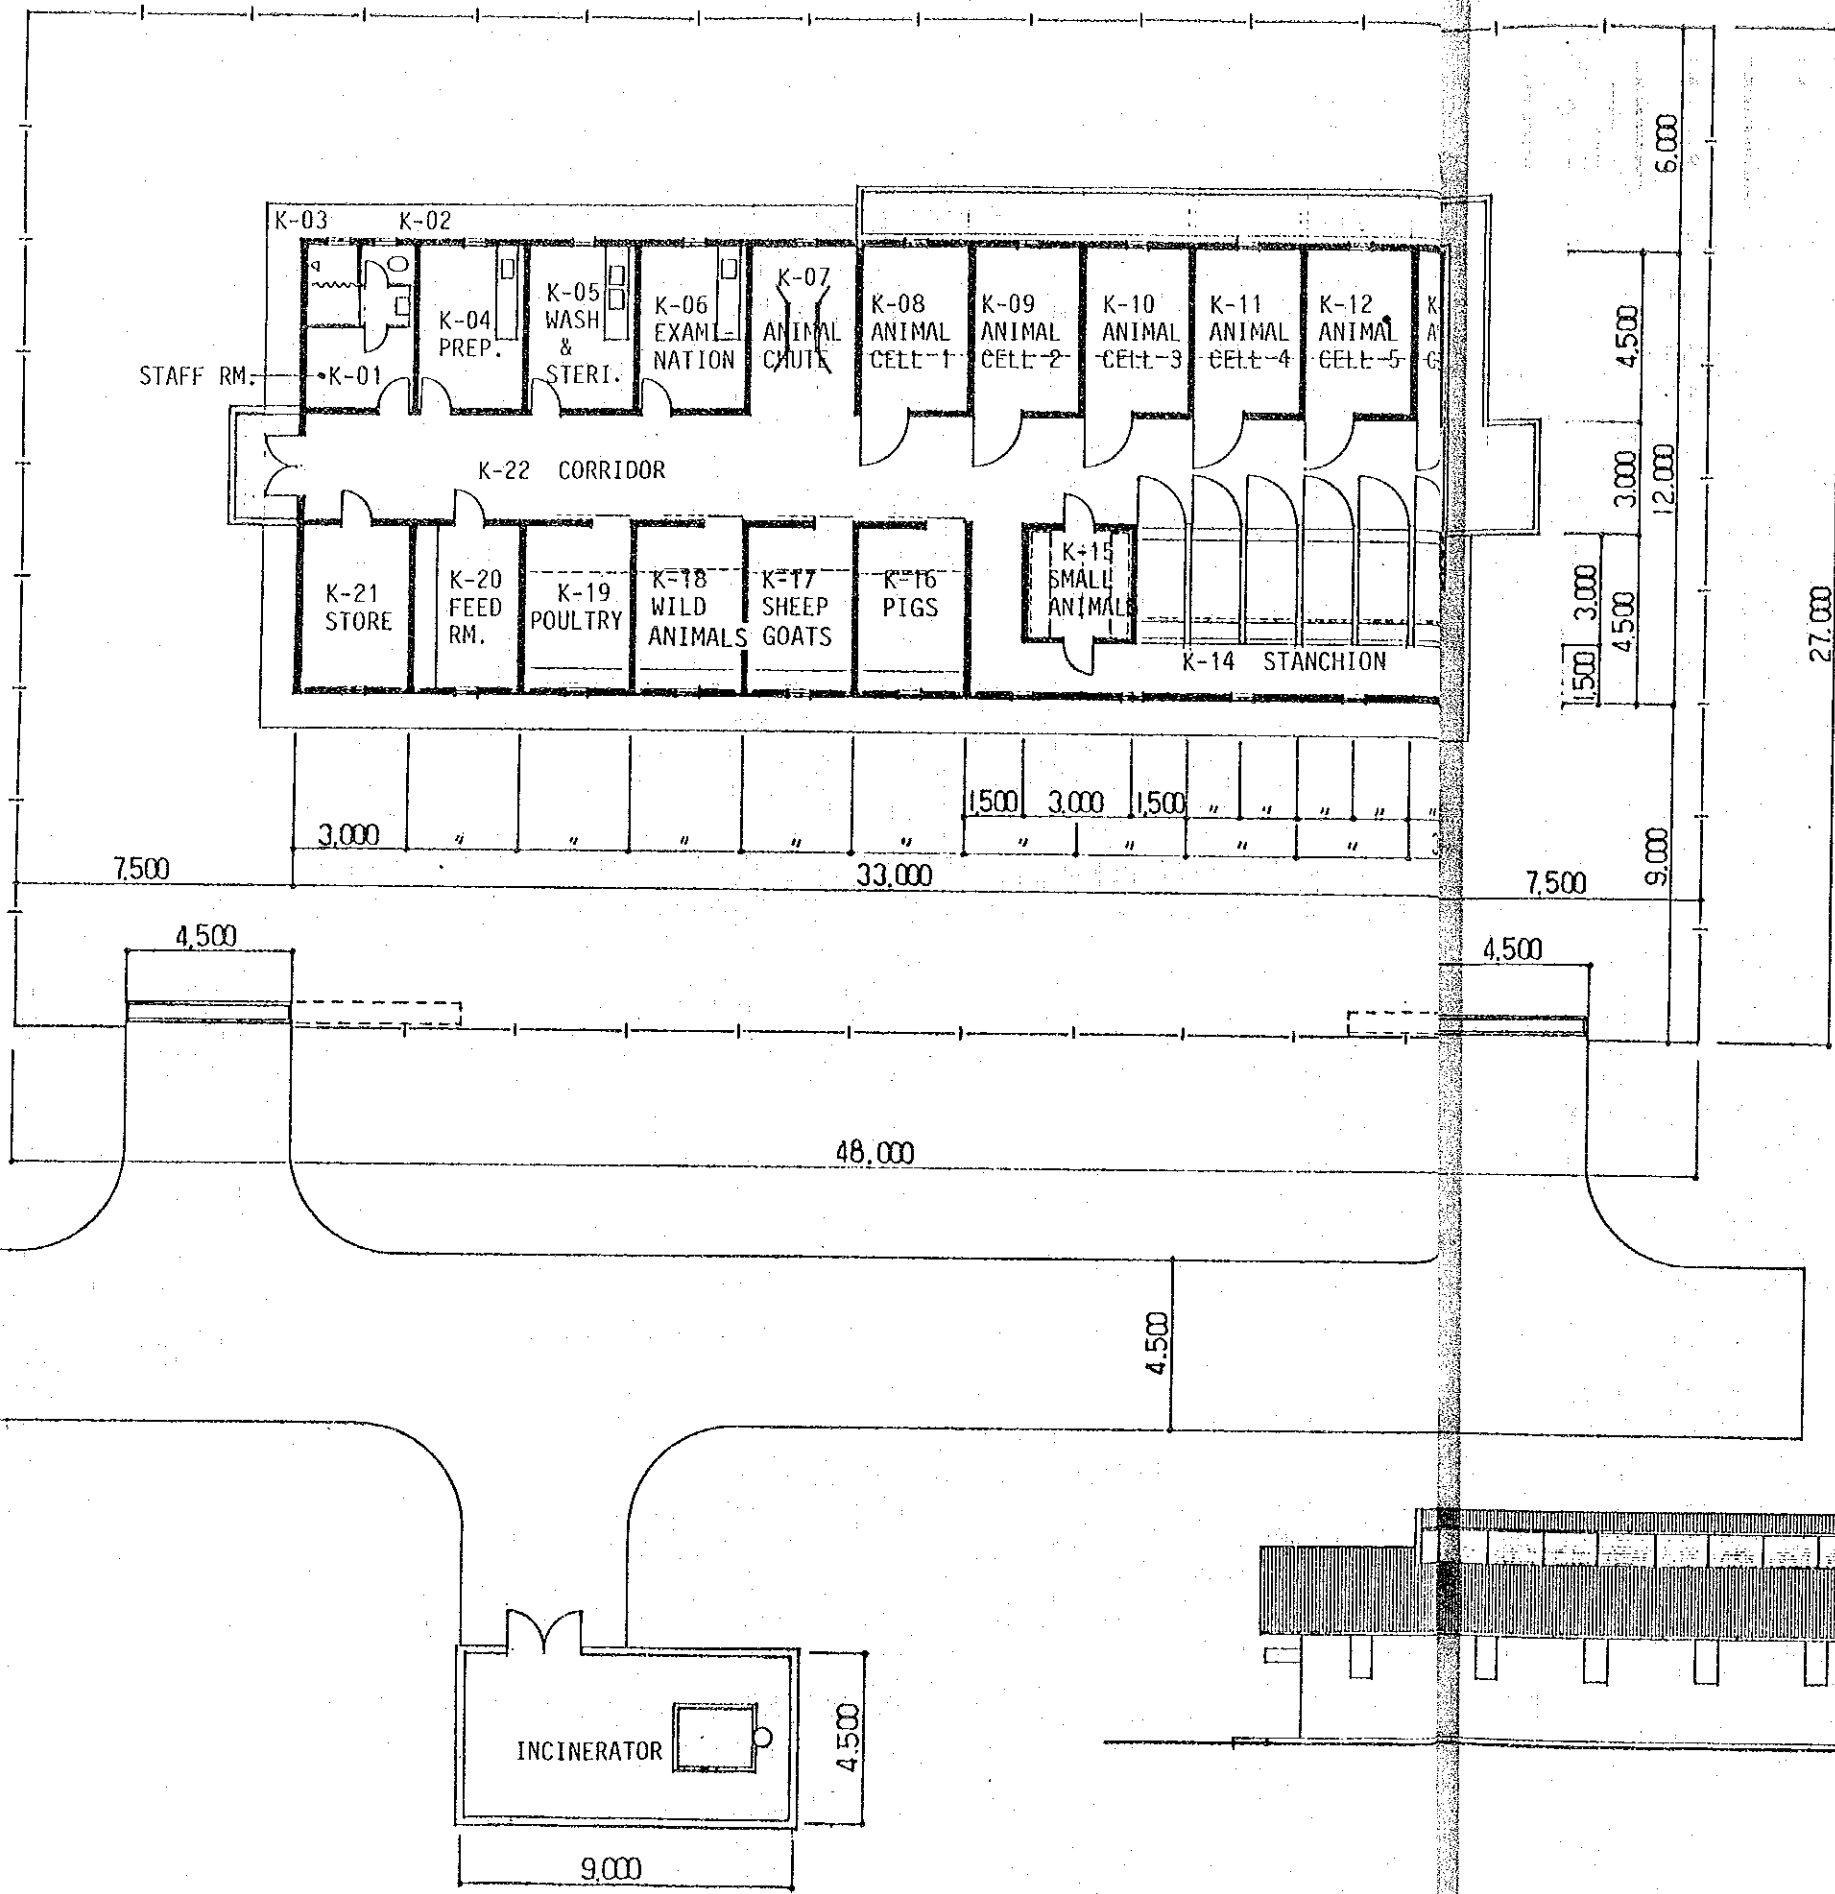 6,000
K-03
K-02
K-04
PREP.
K-05
WASH
&
STERI.
K-06
EXAMI-
NATION
K-07
ANIMAL
CHUTE
K-08
ANIMAL
CELL-1
K-09
ANIMAL
CELL-2
K-10
ANIMAL
CELL-3
K-11
ANIMAL
CELL-4
K-12
ANIMAL
CELL-5
STAFF RM.
K-01
4,500
K-22 CORRIDOR
3,000
12,000
K-21
STORE
K-20
FEED
RM.
K-19
POULTRY
K-18
WILD
ANIMALS
K-17
SHEEP
GOATS
K-16
PIGS
K-15
SMALL
ANIMALS
K-14 STANCHION
3,000
4,500
1,500
27,000
1,500 3,000 1,500 " " " " "
3,000 " " " " " " " " "
7,500
33,000
7,500
9,000
4,500
4,500
48,000
4.500
INCINERATOR
4,500
9,000